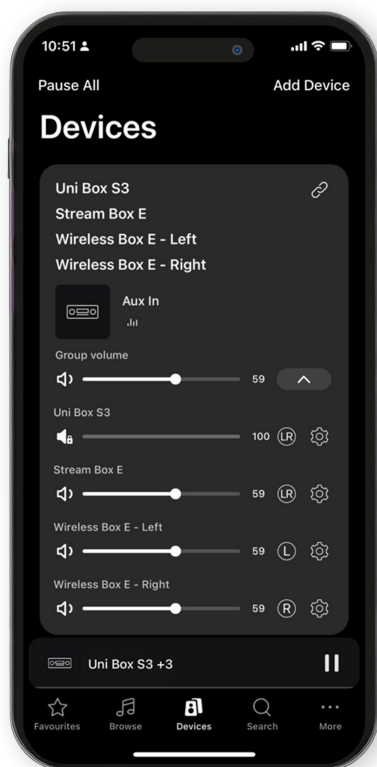 10:51
Pause All
Add Device
Devices
Uni Box S3
Stream Box E
Wireless Box E - Left
Wireless Box E - Right
Aux In
Group volume
59
Uni Box S3
100 LR
Stream Box E
59 LR
Wireless Box E - Left
59 L
Wireless Box E - Right
59 R
Uni Box S3 +3
Favourites
Browse
Devices
Search
More